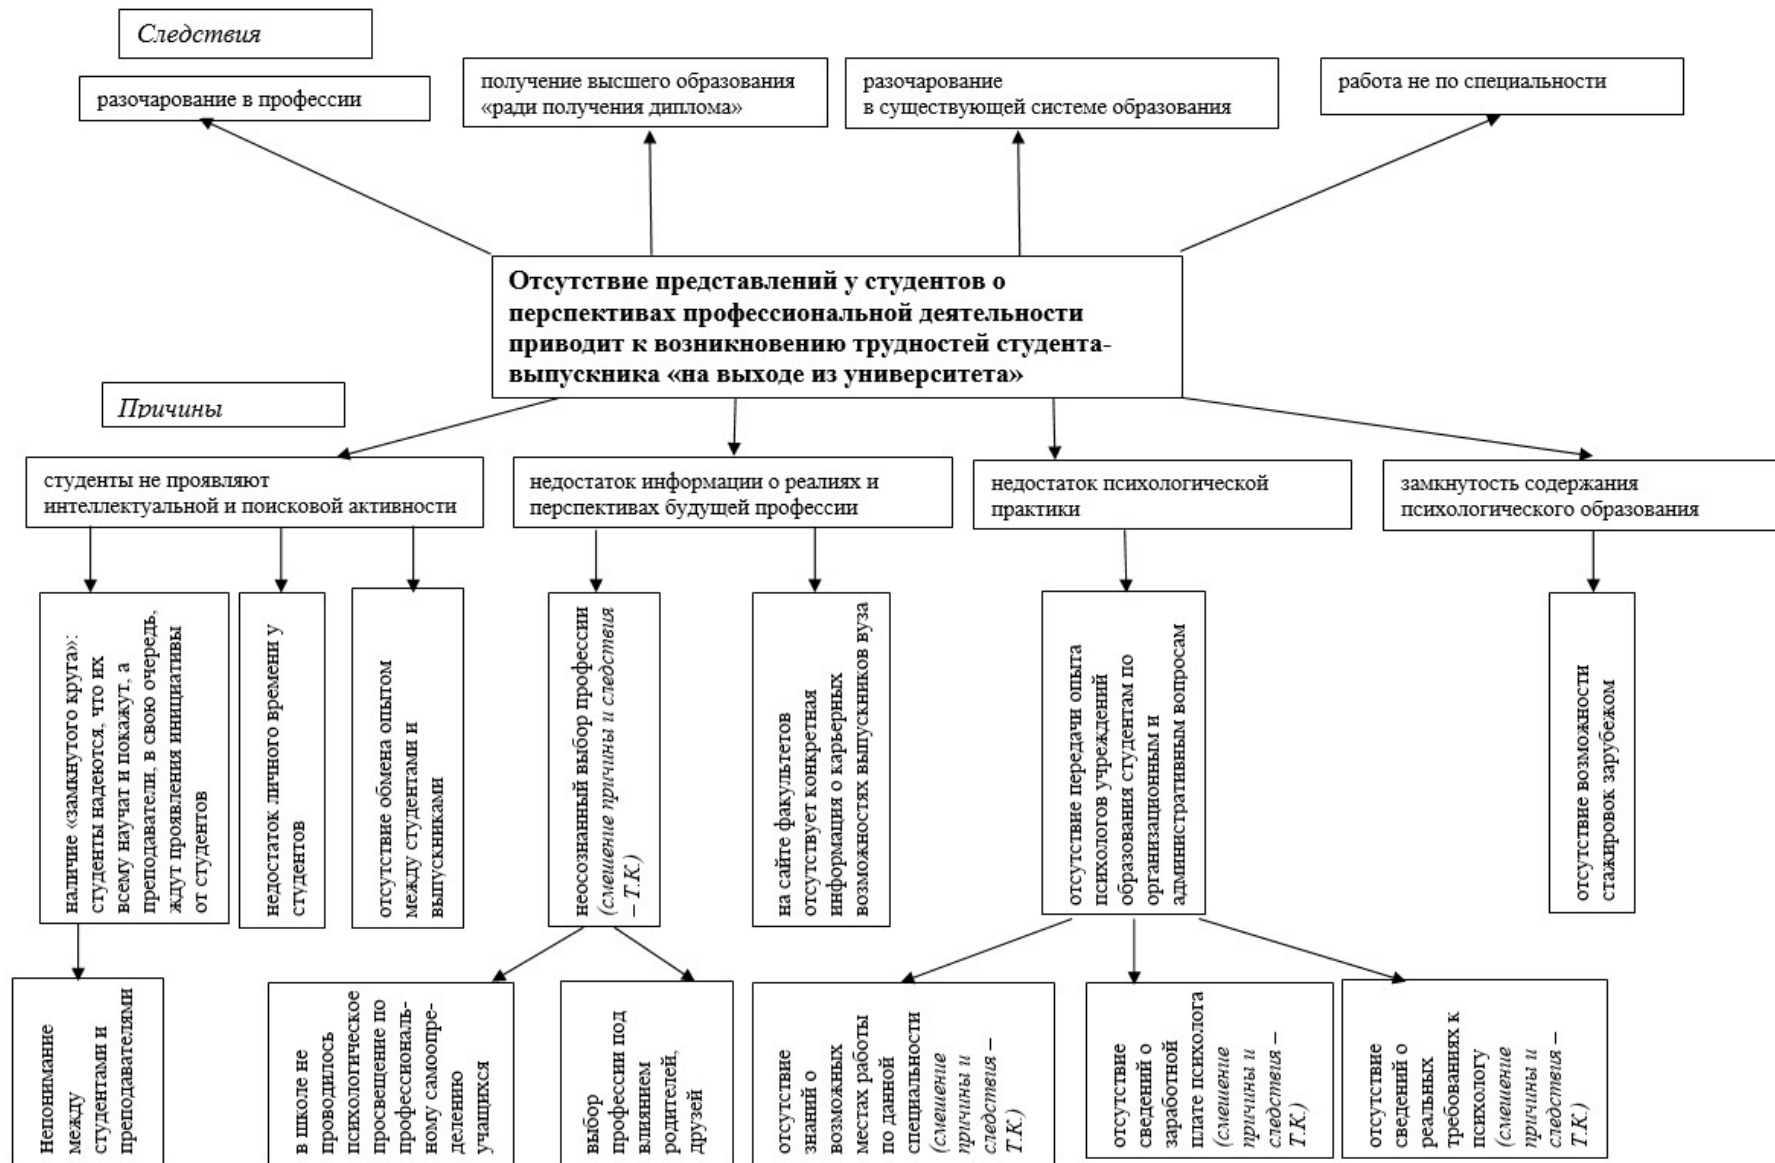 Следствия
разочарование в профессии
получение высшего образования
«ради получения диплома»
разочарование
в существующей системе образования
работа не по специальности
Отсутствие представлений у студентов о
перспективах профессиональной деятельности
приводит к возникновению трудностей студента-
выпускника «на выходе из университета»
Причины
студенты не проявляют
интеллектуальной и поисковой активности
недостаток информации о реалиях и
перспективах будущей профессии
недостаток психологической
практики
замкнутость содержания
психологического образования
наличие «замкнутого круга»:
студенты надеются, что их
всему научат и покажут, а
преподаватели, в свою очередь,
ждут проявления инициативы
от студентов
недостаток личного времени у
студентов
отсутствие обмена опытом
между студентами и
выпускниками
неосознанный выбор профессии
(смешение причины и следствия
– Т.К.)
на сайте факультетов
отсутствует конкретная
информация о карьерных
возможностях выпускников вуза
отсутствие передачи опыта
психологов учреждений
образования студентам по
организационным и
административным вопросам
отсутствие возможности
стажировок зарубежом
Непонимание
между
студентами и
преподавателями
в школе не
проводилось
психологическое
просвещение по
профессиональ-
ному самоопре-
делению
учащихся
выбор
профессии под
влиянием
родителей,
друзей
отсутствие
знаний о
возможных
местах работы
по данной
специальности
(смешение
причины и
следствия –
Т.К.)
отсутствие
сведений о
заработной
плате психолога
(смешение
причины и
следствия –
Т.К.)
отсутствие
сведений о
реальных
требованиях к
психологу
(смешение
причины и
следствия –
Т.К.)